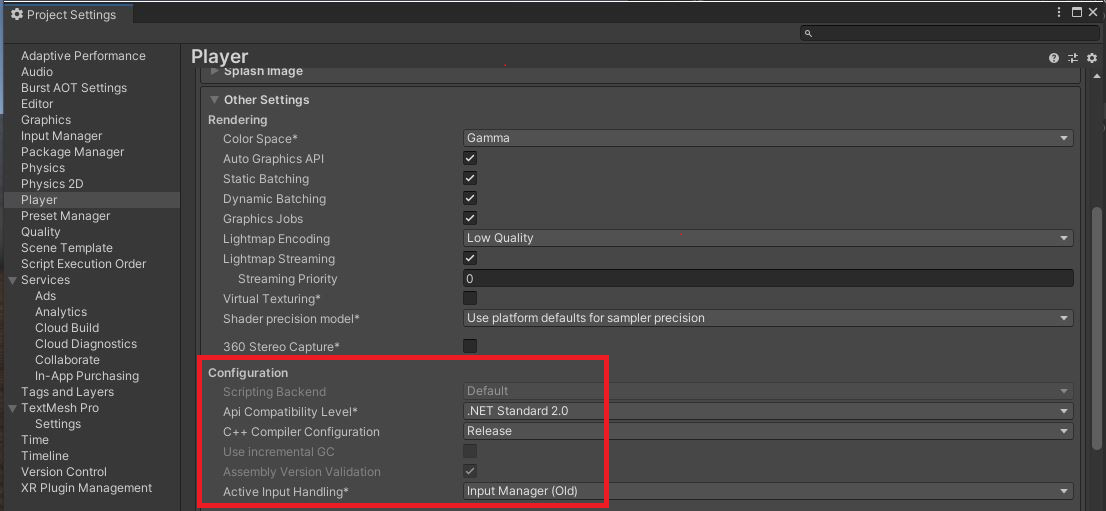 Project Settings
Adaptive Performance
Audio
Burst AOT Settings
Editor
Graphics
Input Manager
Package Manager
Physics
Physics 2D
Player
Preset Manager
Quality
Scene Template
Script Execution Order
Services
Ads
Analytics
Cloud Build
Cloud Diagnostics
Collaborate
In-App Purchasing
Tags and Layers
TextMesh Pro
Settings
Time
Timeline
Version Control
XR Plugin Management
Player
Splash Image
Other Settings
Rendering
Color Space* Gamma
Auto Graphics API
Static Batching
Dynamic Batching
Graphics Jobs
Lightmap Encoding Low Quality
Lightmap Streaming
Streaming Priority 0
Virtual Texturing*
Shader precision model* Use platform defaults for sampler precision
360 Stereo Capture*
Configuration
Scripting Backend Default
Api Compatibility Level* .NET Standard 2.0
C++ Compiler Configuration Release
Use incremental GC
Assembly Version Validation
Active Input Handling* Input Manager (Old)